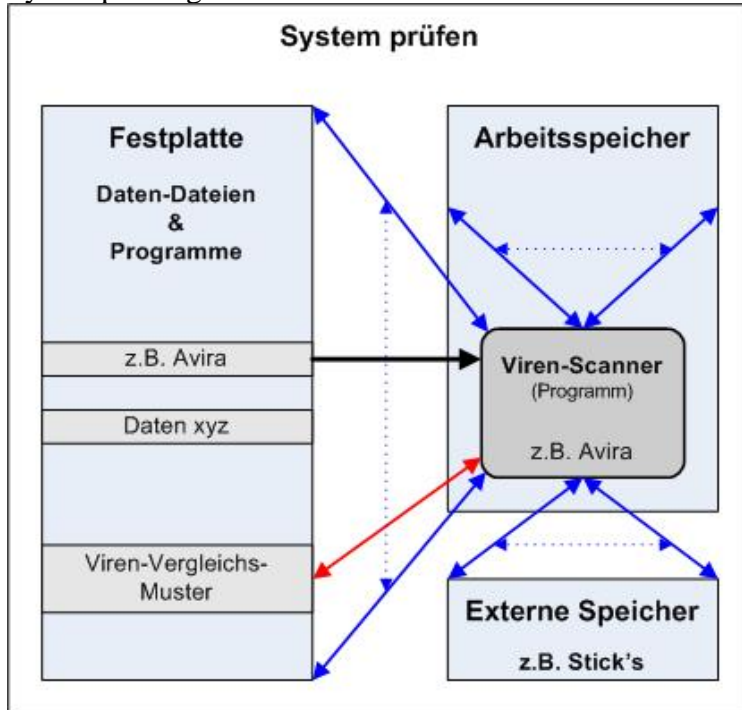 System prüfen
Festplatte
Daten-Dateien
&
Programme
z.B. Avira
Daten xyz
Viren-Vergleichs-
Muster
Arbeitsspeicher
Viren-Scanner
(Programm)
z.B. Avira
Externe Speicher
z.B. Stick's